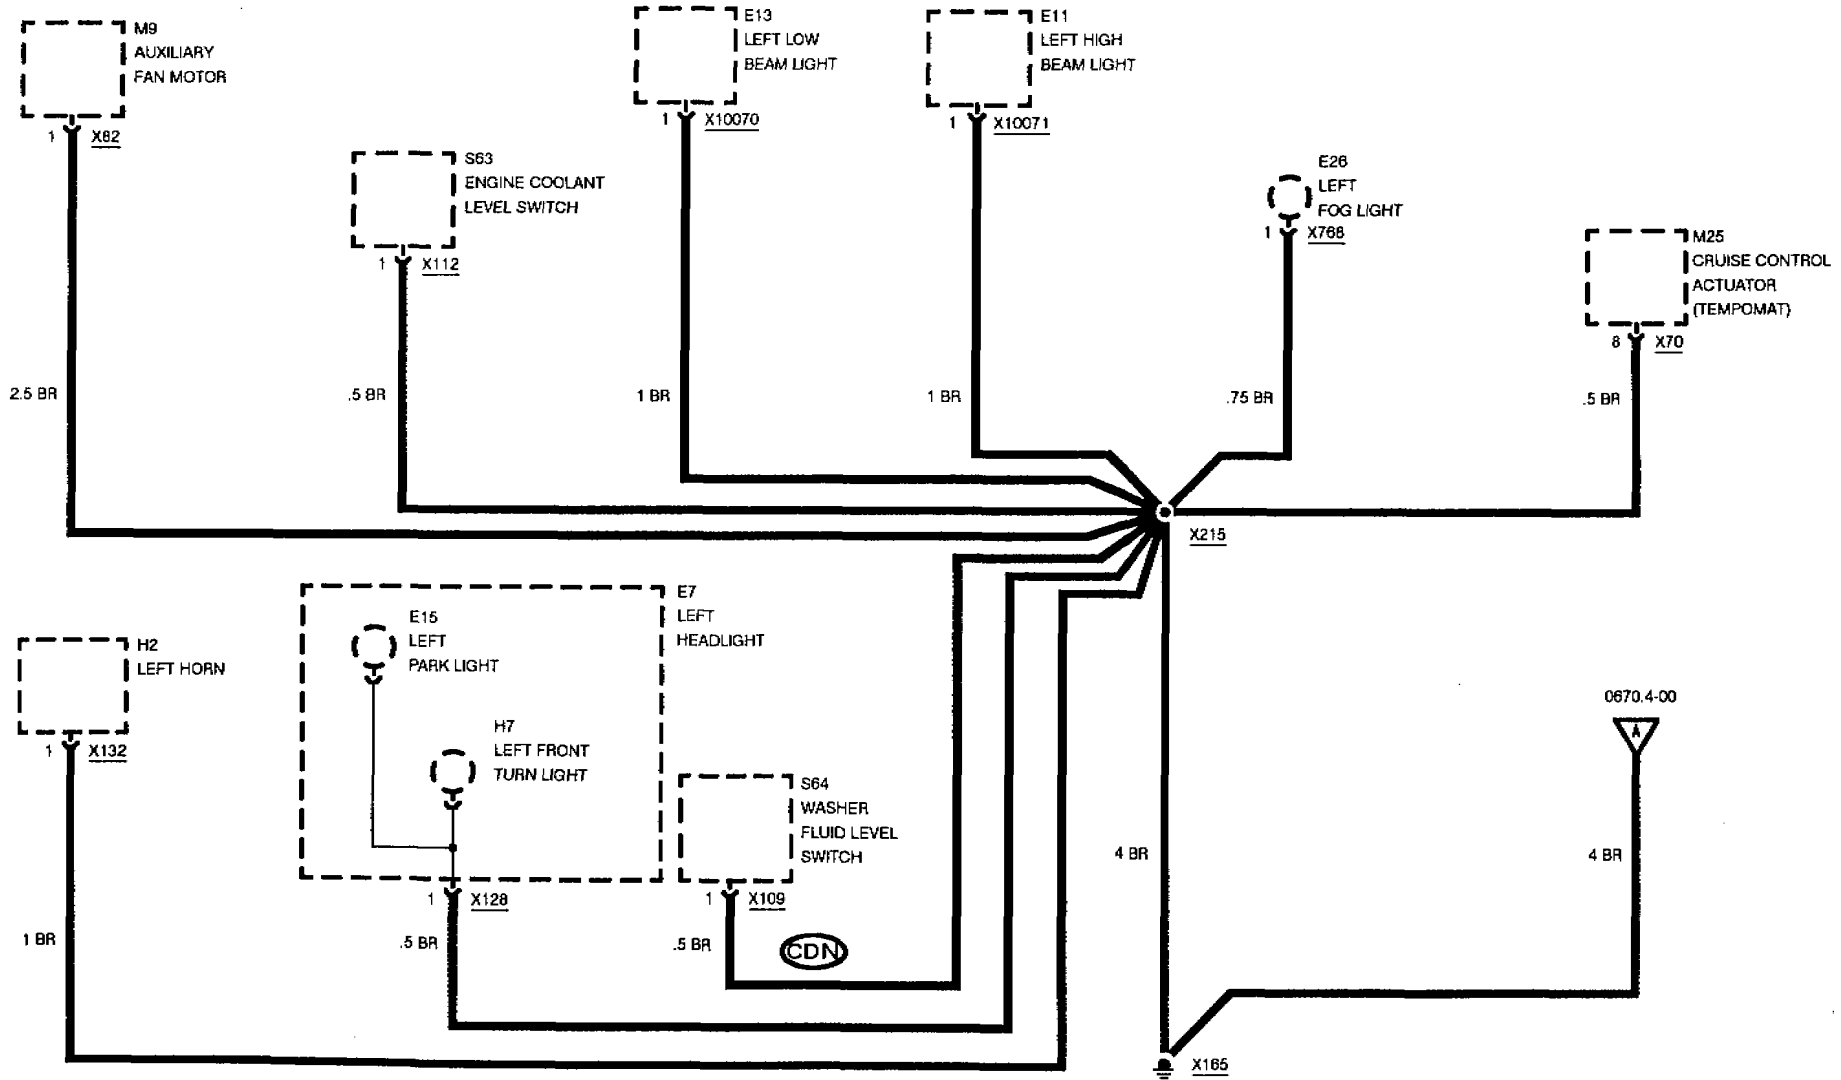 M9
AUXILIARY
FAN MOTOR
1 X82
E13
LEFT LOW
BEAM LIGHT
1 X10070
E11
LEFT HIGH
BEAM LIGHT
1 X10071
S63
ENGINE COOLANT
LEVEL SWITCH
1 X112
E26
LEFT
FOG LIGHT
1 X768
M25
CRUISE CONTROL
ACTUATOR
(TEMPOMAT)
8 X70
2.5 BR
.5 BR
1 BR
1 BR
.75 BR
.5 BR
X215
H2
LEFT HORN
1 X132
E7
LEFT
HEADLIGHT
E15
LEFT
PARK LIGHT
H7
LEFT FRONT
TURN LIGHT
1 X128
S64
WASHER
FLUID LEVEL
SWITCH
1 X109
0670.4-00
A
4 BR
4 BR
1 BR
.5 BR
.5 BR
CDN
X165